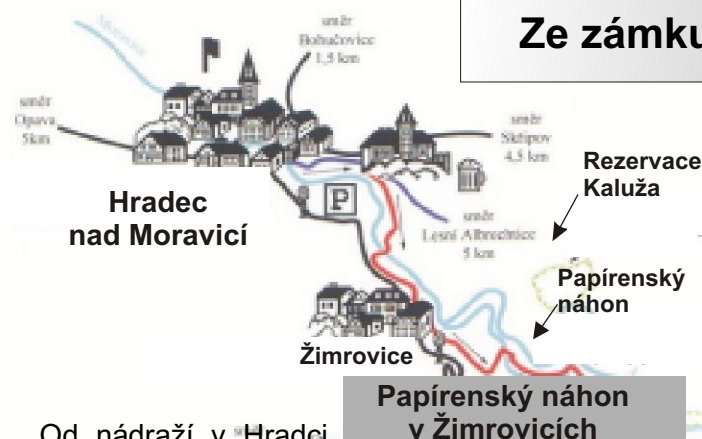 Ze zámku
směr
Bohučovice
1,5 km
směr
Opava
5km
směr
Skřipov
4,5 km
Rezervace
Kaluža
Hradec
nad Moravicí
P
směr
Lesní Albrechtice
5 km
Papírenský
náhon
Žimrovice
Papírenský náhon
v Žimrovicích
Od nádraží v Hradci